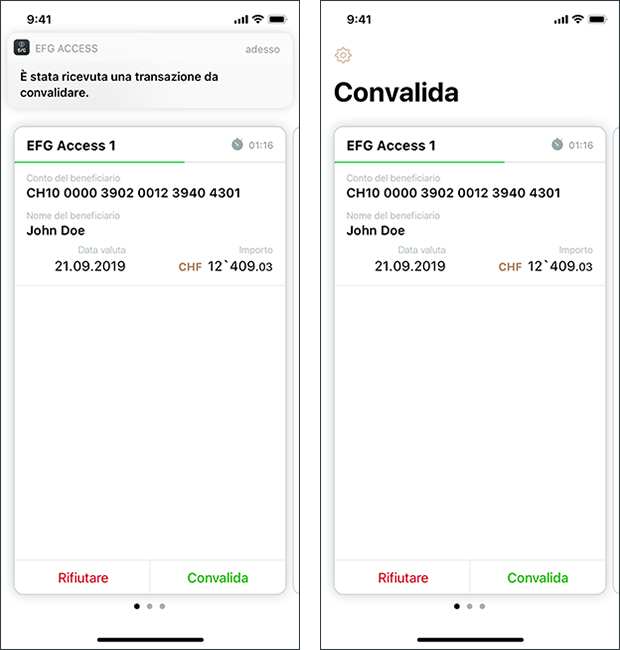 9:41
EFG
EFG ACCESS
adesso
È stata ricevuta una transazione da
convalidare.
EFG Access 1
01:16
Conto del beneficiario
CH10 0000 3902 0012 3940 4301
Nome del beneficiario
John Doe
Data valuta
Importo
21.09.2019
CHF 12`409.03
Rifiutare
Convalida
9:41
Convalida
EFG Access 1
01:16
Conto del beneficiario
CH10 0000 3902 0012 3940 4301
Nome del beneficiario
John Doe
Data valuta
Importo
21.09.2019
CHF 12`409.03
Rifiutare
Convalida